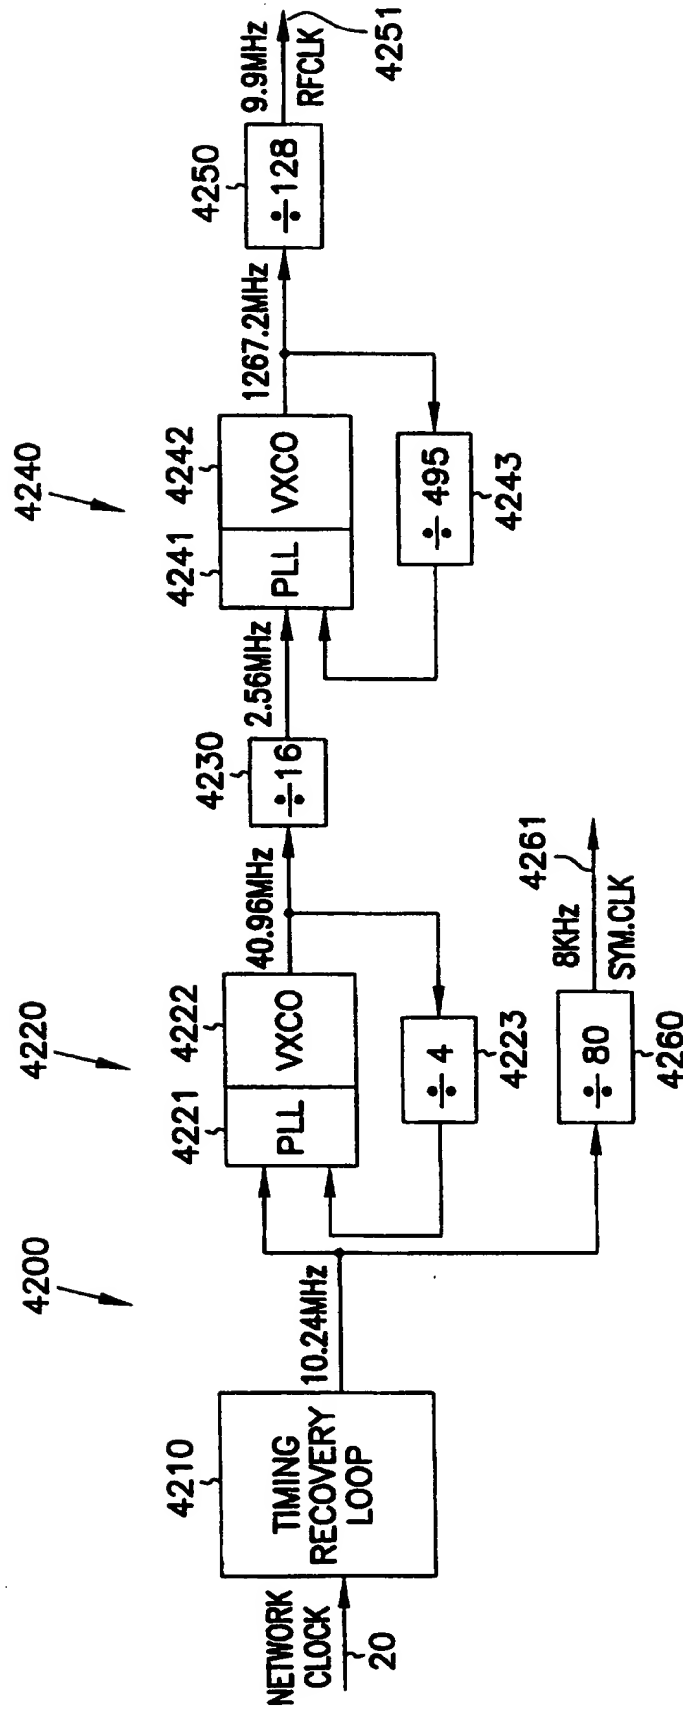 NETWORK
CLOCK
20
4210
TIMING
RECOVERY
LOOP
4200
10.24MHz
4220
4221
4222
PLL
VXCO
÷ 4
4223
40.96MHz
÷ 80
4260
8KHz
SYM.CLK
4261
4230
÷16
2.56MHz
4240
4241
4242
PLL
VXCO
÷ 495
4243
1267.2MHz
4250
÷128
9.9MHz
RFCLK
4251